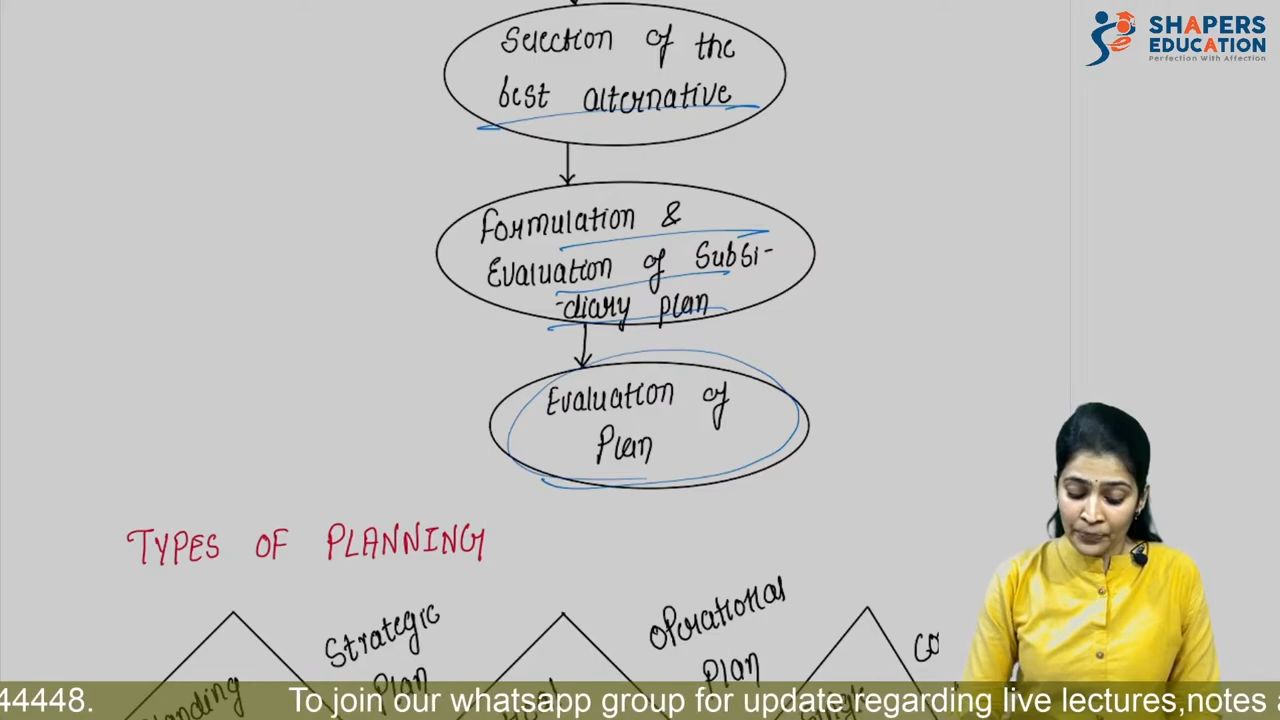 SHAPERS
EDUCATION
Perfection With Affection
Selection of the
best alternative
Formulation &
Evaluation of Subsi-
-diary plan
Evaluation of
Plan
TYPES OF PLANNING
Strategic
Plan
Operational
Plan
44448. To join our whatsapp group for update regarding live lectures,notes